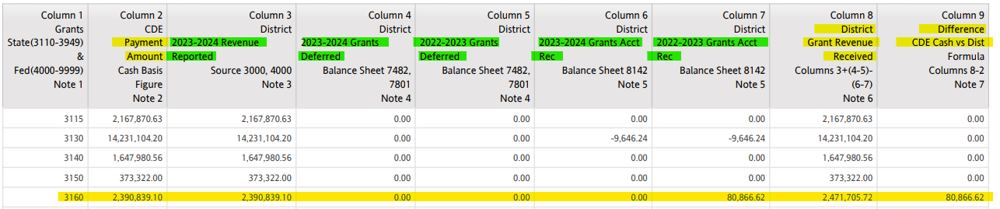 Column 1 Column 2 Column 3 Column 4 Column 5 Column 6 Column 7 Column 8 Column 9
Grants CDE District District District District District District Difference
State(3110-3949) Payment 2023-2024 Revenue 2023-2024 Grants 2022-2023 Grants 2023-2024 Grants Acct 2022-2023 Grants Acct Grant Revenue CDE Cash vs Dist
& Amount Reported Deferred Deferred Rec Rec Received Formula
Fed(4000-9999) Cash Basis Source 3000, 4000 Balance Sheet 7482, Balance Sheet 7482, Balance Sheet 8142 Balance Sheet 8142 Columns 3+(4-5)- Columns 8-2
Note 1 Figure Note 3 7801 7801 Note 5 Note 5 (6-7) Note 7
Note 2 Note 4 Note 4 Note 6
3115 2,167,870.63 2,167,870.63 0.00 0.00 0.00 0.00 2,167,870.63 0.00
3130 14,231,104.20 14,231,104.20 0.00 0.00 -9,646.24 -9,646.24 14,231,104.20 0.00
3140 1,647,980.56 1,647,980.56 0.00 0.00 0.00 0.00 1,647,980.56 0.00
3150 373,322.00 373,322.00 0.00 0.00 0.00 0.00 373,322.00 0.00
3160 2,390,839.10 2,390,839.10 0.00 0.00 0.00 80,866.62 2,471,705.72 80,866.62